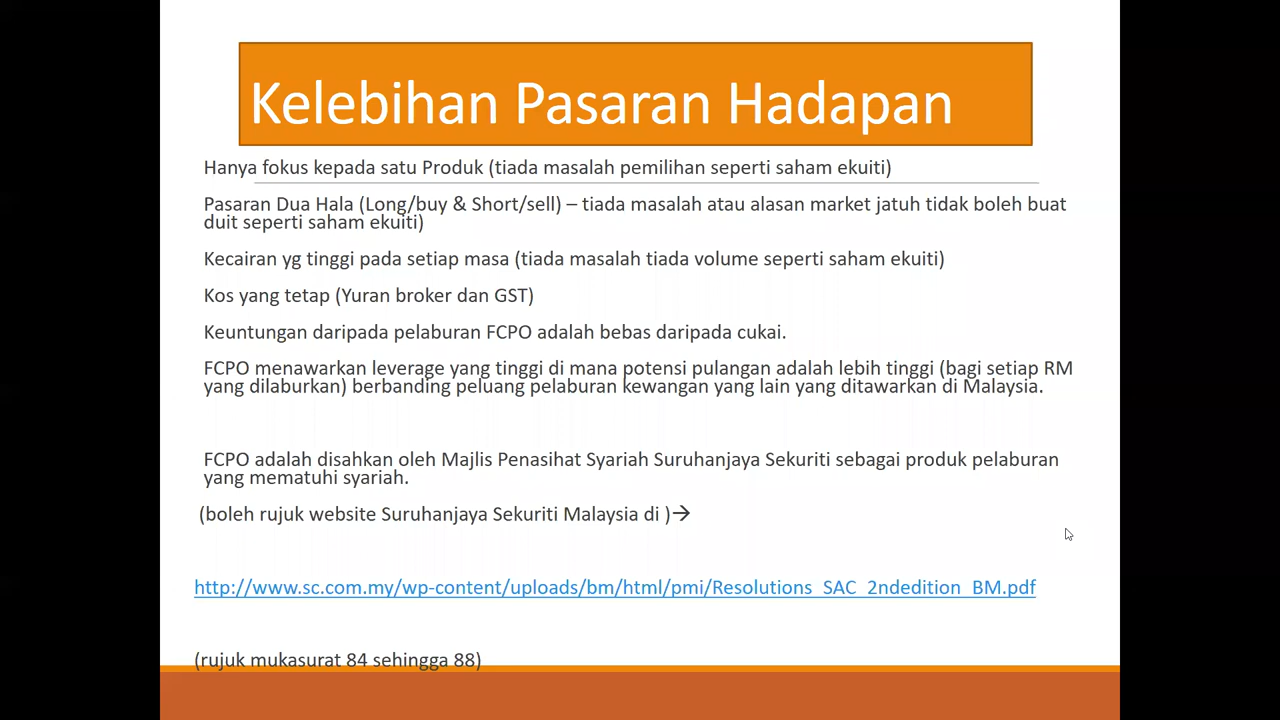 Kelebihan Pasaran Hadapan
Hanya fokus kepada satu Produk (tiada masalah pemilihan seperti saham ekuiti)
Pasaran Dua Hala (Long/buy & Short/sell) – tiada masalah atau alasan market jatuh tidak boleh buat
duit seperti saham ekuiti)
Kecairan yg tinggi pada setiap masa (tiada masalah tiada volume seperti saham ekuiti)
Kos yang tetap (Yuran broker dan GST)
Keuntungan daripada pelaburan FCPO adalah bebas daripada cukai.
FCPO menawarkan leverage yang tinggi di mana potensi pulangan adalah lebih tinggi (bagi setiap RM
yang dilaburkan) berbanding peluang pelaburan kewangan yang lain yang ditawarkan di Malaysia.
FCPO adalah disahkan oleh Majlis Penasihat Syariah Suruhanjaya Sekuriti sebagai produk pelaburan
yang mematuhi syariah.
(boleh rujuk website Suruhanjaya Sekuriti Malaysia di )→
http://www.sc.com.my/wp-content/uploads/bm/html/pmi/Resolutions_SAC_2ndedition_BM.pdf
(rujuk mukasurat 84 sehingga 88)